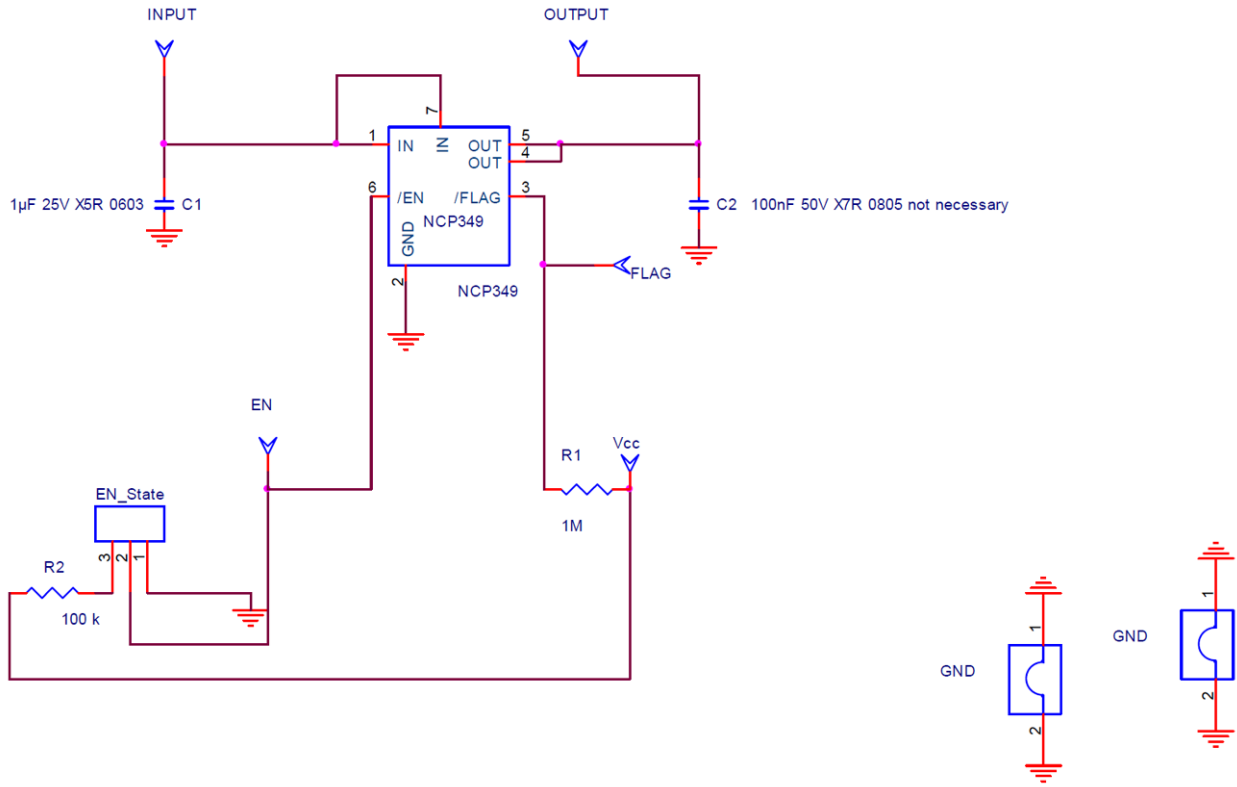 INPUT
OUTPUT
7
1
IN
IN
OUT
5
OUT
4
6
/EN
/FLAG
3
1µF 25V X5R 0603
C1
NCP349
C2
100nF 50V X7R 0805 not necessary
GND
FLAG
2
NCP349
EN
Vcc
R1
EN_State
1M
3
2
1
R2
100 k
1
GND
2
1
GND
2